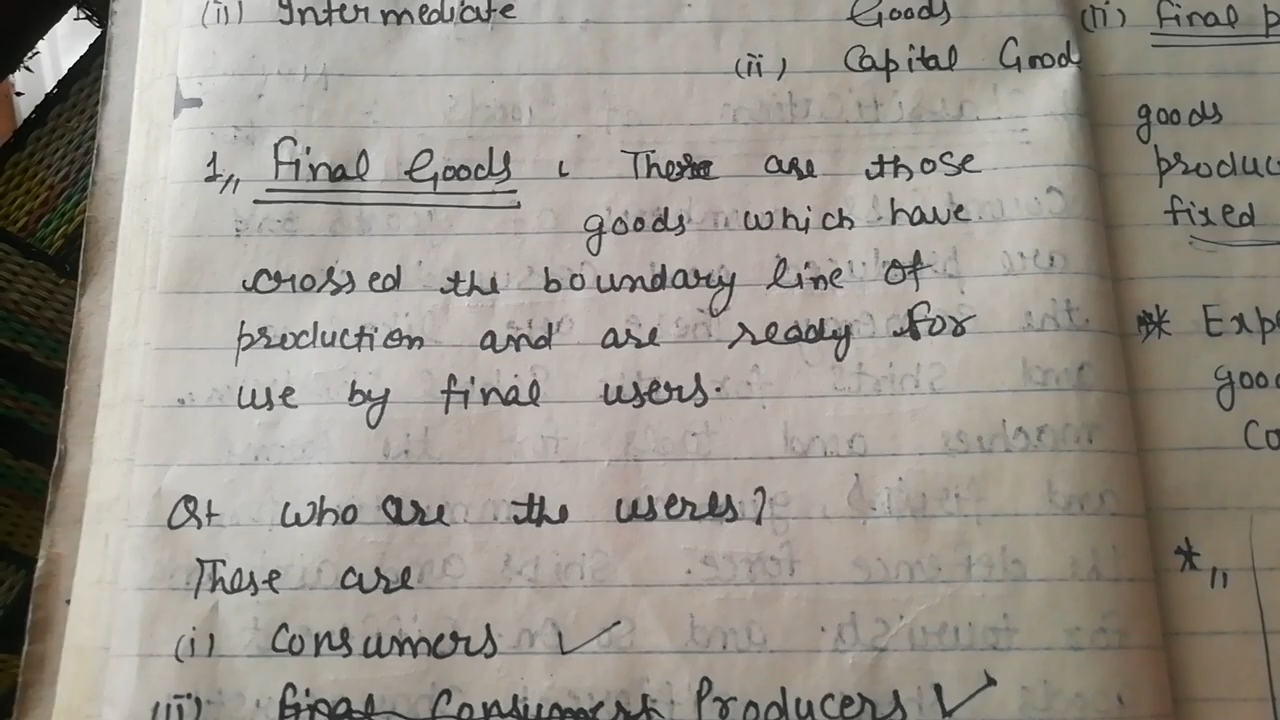 (ii) Intermediate Goods
(ii) Capital Good
1,, Final Goods : These are those
goods which have
crossed the boundary line of
production and are ready for
use by final users.
Q+ who are the useres?
These are
(i) Consumers ✓
(ii) Producers ✓
(ii) final
goods
produc
fixed
** Exp
good
Co
*,,